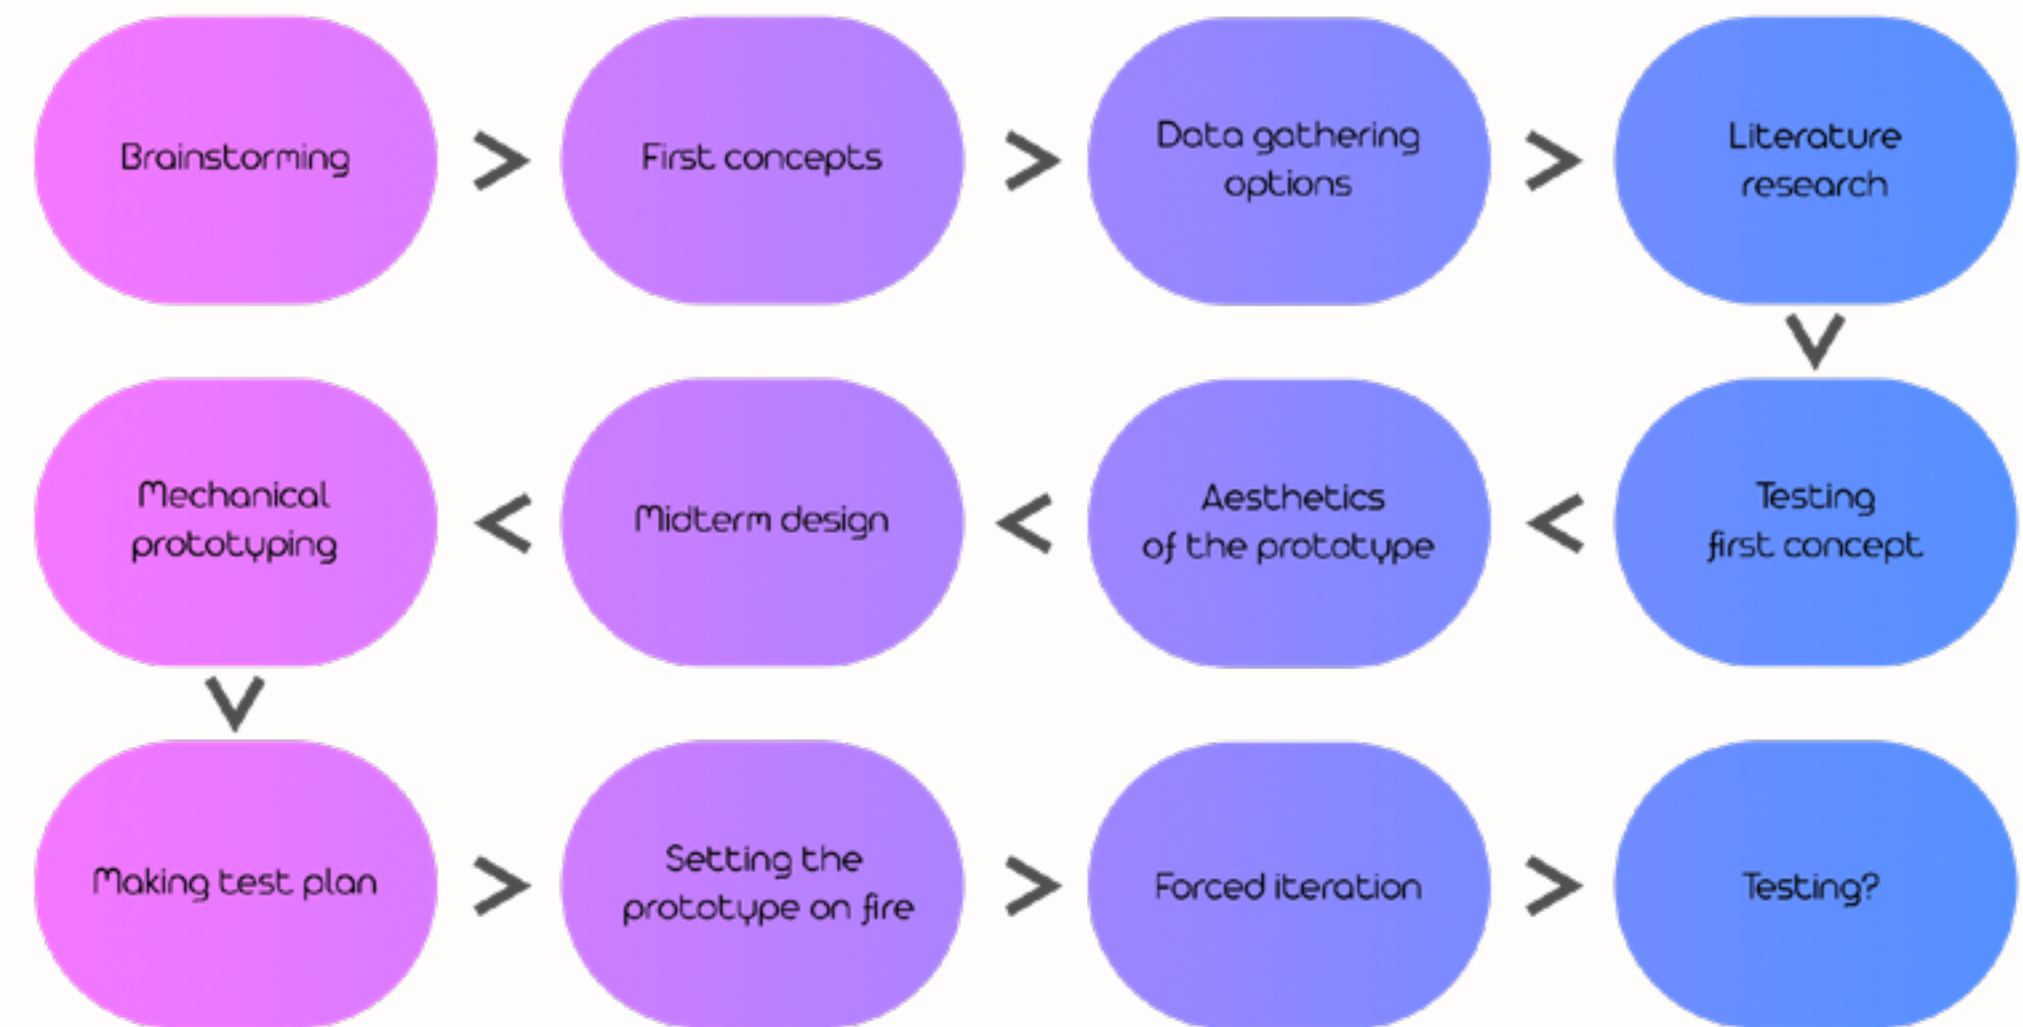 Brainstorming
First concepts
Data gathering
options
Literature
research
Testing
first concept
Aesthetics
of the prototype
Midterm design
Mechanical
prototyping
Making test plan
Setting the
prototype on fire
Forced iteration
Testing?